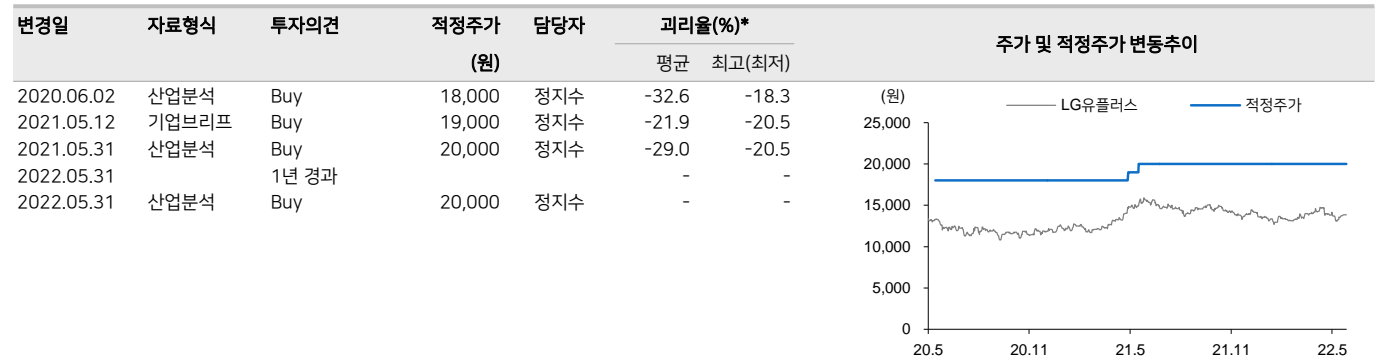 변경일 자료형식 투자의견 적정주가 담당자 괴리율(%)* 주가 및 적정주가 변동추이
(원) 평균 최고(최저)
2020.06.02 산업분석 Buy 18,000 정지수 -32.6 -18.3
2021.05.12 기업브리프 Buy 19,000 정지수 -21.9 -20.5
2021.05.31 산업분석 Buy 20,000 정지수 -29.0 -20.5
2022.05.31 1년 경과 - -
2022.05.31 산업분석 Buy 20,000 정지수 - -
(원) LG유플러스 적정주가
25,000
20,000
15,000
10,000
5,000
0
20.5 20.11 21.5 21.11 22.5